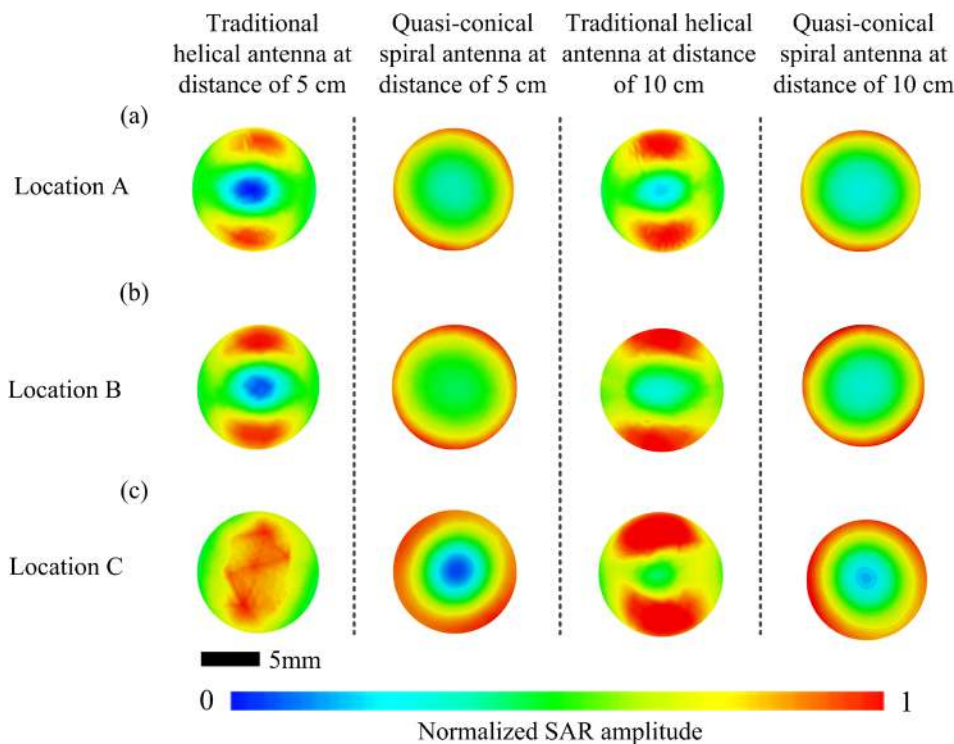 Traditional
helical antenna at
distance of 5 cm
Quasi-conical
spiral antenna at
distance of 5 cm
Traditional helical
antenna at distance
of 10 cm
Quasi-conical
spiral antenna at
distance of 10 cm
(a)
Location A
(b)
Location B
(c)
Location C
5mm
0
1
Normalized SAR amplitude